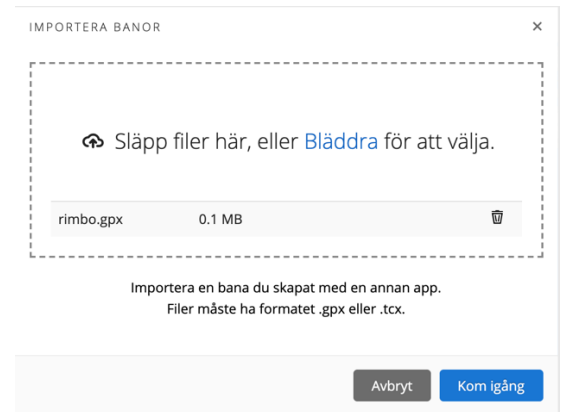 IMPORTERA BANOR
Släpp filer här, eller Bläddra för att välja.
rimbo.gpx 0.1 MB
Importera en bana du skapat med en annan app.
Filer måste ha formatet .gpx eller .tcx.
Avbryt Kom igång